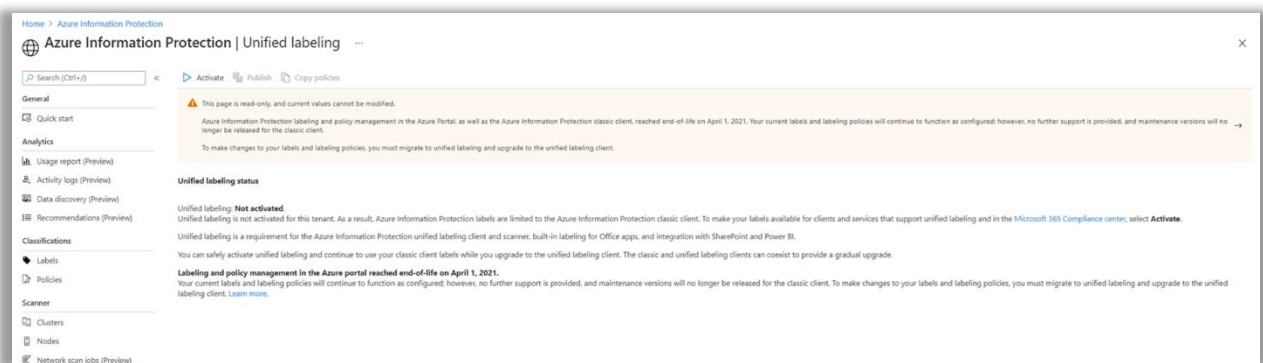 Home > Azure Information Protection
Azure Information Protection | Unified labeling ...
Search (Ctrl+/)
«
Activate
Publish
Copy policies
General
Quick start
Analytics
Usage report (Preview)
Activity logs (Preview)
Data discovery (Preview)
Recommendations (Preview)
Classifications
Labels
Policies
Scanner
Clusters
Nodes
Network scan jobs (Preview)
This page is read-only, and current values cannot be modified.
Azure Information Protection labeling and policy management in the Azure Portal, as well as the Azure Information Protection classic client, reached end-of-life on April 1, 2021. Your current labels and labeling policies will continue to function as configured; however, no further support is provided, and maintenance versions will no
longer be released for the classic client.
To make changes to your labels and labeling policies, you must migrate to unified labeling and upgrade to the unified labeling client.
Unified labeling status
Unified labeling: Not activated.
Unified labeling is not activated for this tenant. As a result, Azure Information Protection labels are limited to the Azure Information Protection classic client. To make your labels available for clients and services that support unified labeling and in the Microsoft 365 Compliance center, select Activate.
Unified labeling is a requirement for the Azure Information Protection unified labeling client and scanner, built-in labeling for Office apps, and integration with SharePoint and Power BI.
You can safely activate unified labeling and continue to use your classic client labels while you upgrade to the unified labeling client. The classic and unified labeling clients can coexist to provide a gradual upgrade.
Labeling and policy management in the Azure portal reached end-of-life on April 1, 2021.
Your current labels and labeling policies will continue to function as configured; however, no further support is provided, and maintenance versions will no longer be released for the classic client. To make changes to your labels and labeling policies, you must migrate to unified labeling and upgrade to the unified
labeling client. Learn more.